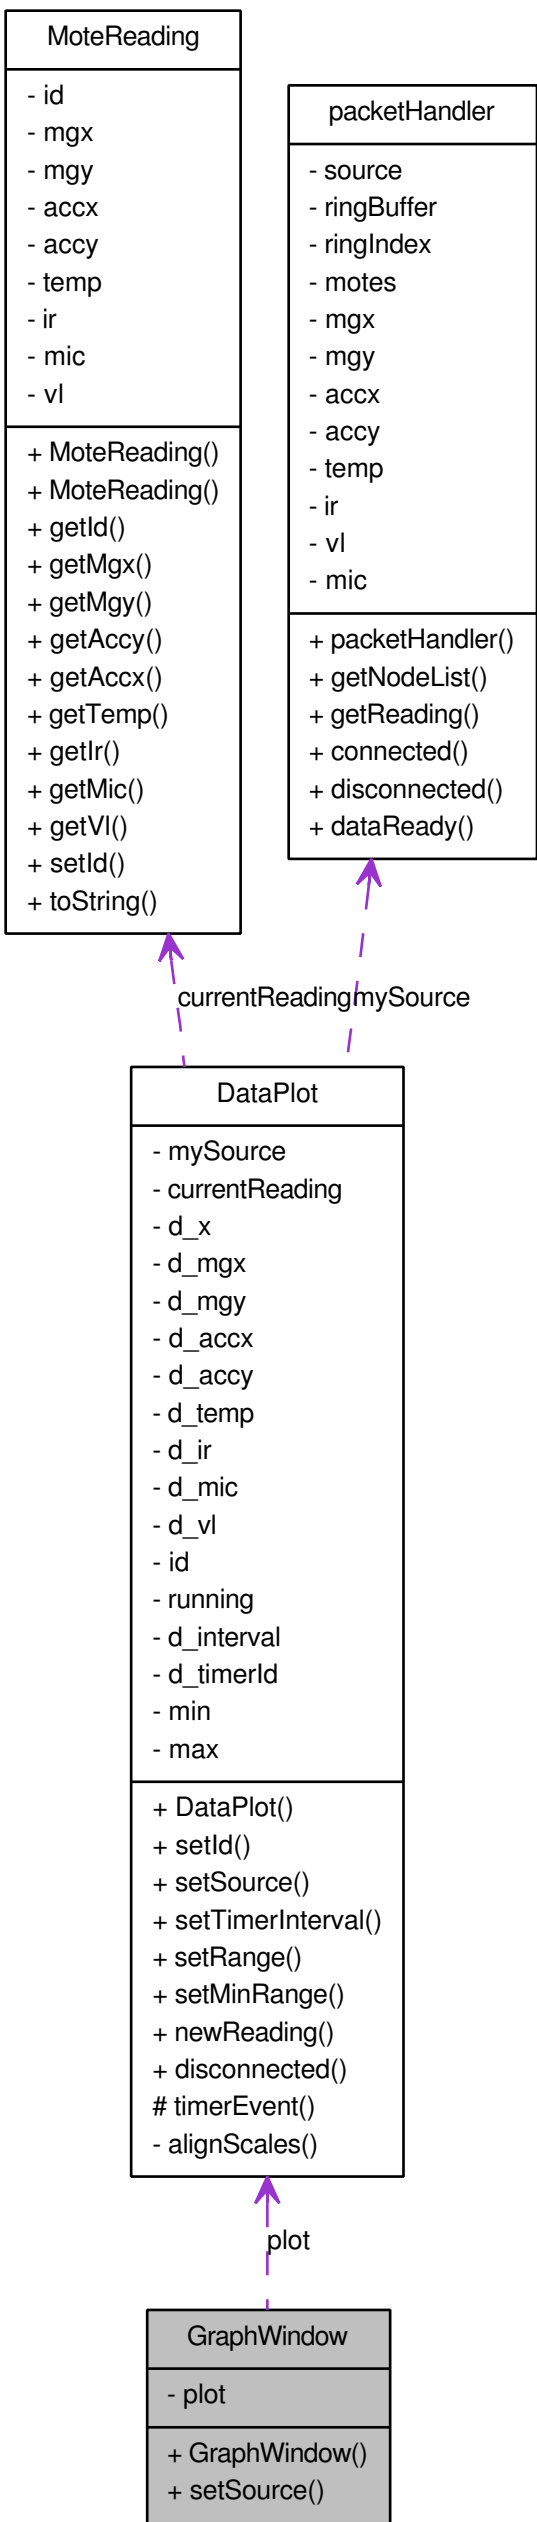 MoteReading
- id
- mgx
- mgy
- accx
- accy
- temp
- ir
- mic
- vl
+ MoteReading()
+ MoteReading()
+ getId()
+ getMgx()
+ getMgy()
+ getAccy()
+ getAccx()
+ getTemp()
+ getIr()
+ getMic()
+ getVl()
+ setId()
+ toString()
packetHandler
- source
- ringBuffer
- ringIndex
- motes
- mgx
- mgy
- accx
- accy
- temp
- ir
- vl
- mic
+ packetHandler()
+ getNodeList()
+ getReading()
+ connected()
+ disconnected()
+ dataReady()
currentReading
mySource
DataPlot
- mySource
- currentReading
- d_x
- d_mgx
- d_mgy
- d_accx
- d_accy
- d_temp
- d_ir
- d_mic
- d_vl
- id
- running
- d_interval
- d_timerId
- min
- max
+ DataPlot()
+ setId()
+ setSource()
+ setTimerInterval()
+ setRange()
+ setMinRange()
+ newReading()
+ disconnected()
# timerEvent()
- alignScales()
plot
GraphWindow
- plot
+ GraphWindow()
+ setSource()